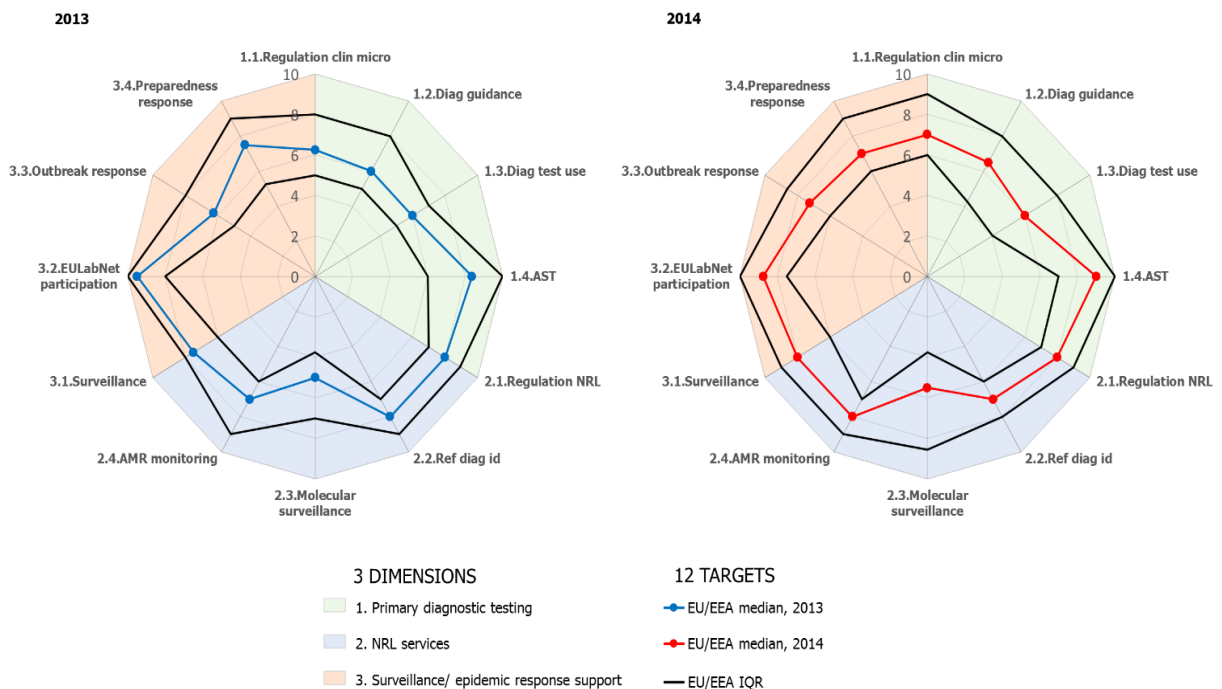 2013
1.1.Regulation clin micro
1.2.Diag guidance
1.3.Diag test use
1.4.AST
2.1.Regulation NRL
2.2.Ref diag id
2.3.Molecular
surveillance
2.4.AMR monitoring
3.1.Surveillance
3.2.EULabNet
participation
3.3.Outbreak response
3.4.Preparedness
response
10
8
6
4
2
0
2014
1.1.Regulation clin micro
1.2.Diag guidance
1.3.Diag test use
1.4.AST
2.1.Regulation NRL
2.2.Ref diag id
2.3.Molecular
surveillance
2.4.AMR monitoring
3.1.Surveillance
3.2.EULabNet
participation
3.3.Outbreak response
3.4.Preparedness
response
10
8
6
4
2
0
3 DIMENSIONS
1. Primary diagnostic testing
2. NRL services
3. Surveillance/ epidemic response support
12 TARGETS
EU/EEA median, 2013
EU/EEA median, 2014
EU/EEA IQR